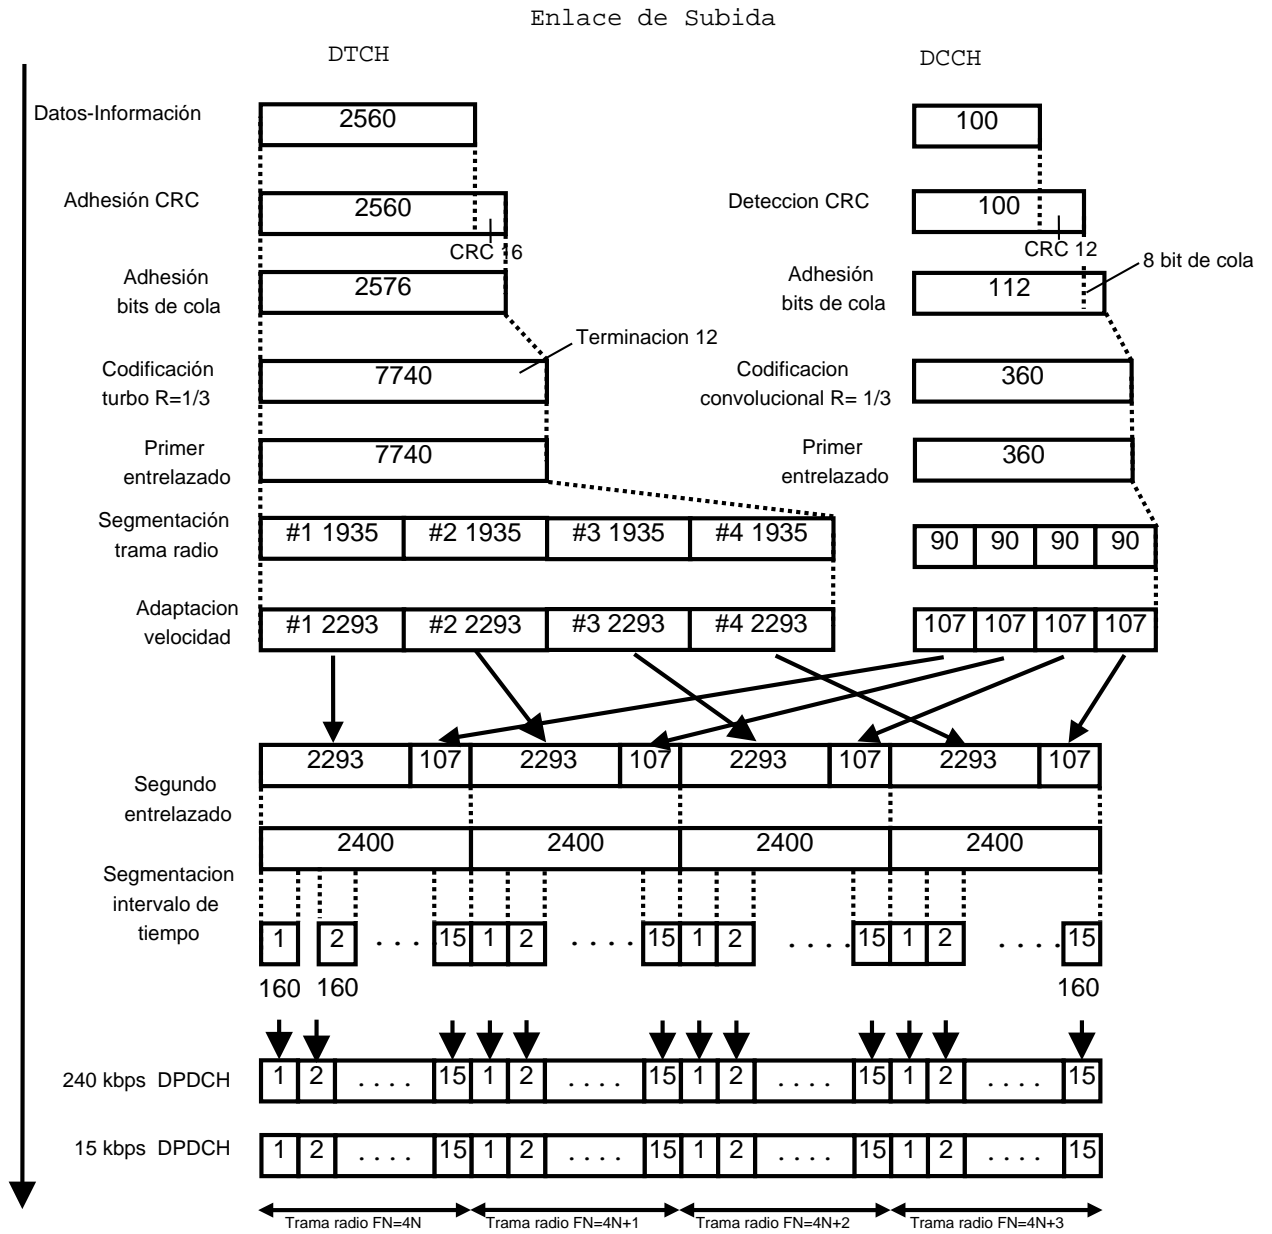 Enlace de Subida
DTCH
DCCH
Datos-Información
2560
100
Adhesión CRC
2560
CRC 16
Deteccion CRC
100
CRC 12
Adhesión
bits de cola
2576
Adhesión
bits de cola
112
8 bit de cola
Codificación
turbo R=1/3
7740
Terminacion 12
Codificacion
convolucional R= 1/3
360
Primer
entrelazado
7740
Primer
entrelazado
360
Segmentación
trama radio
#1 1935 #2 1935 #3 1935 #4 1935
90 90 90 90
Adaptacion
velocidad
#1 2293 #2 2293 #3 2293 #4 2293
107 107 107 107
2293 107 2293 107 2293 107 2293 107
Segundo
entrelazado
2400 2400 2400 2400
Segmentacion
intervalo de
tiempo
1 2 . . . . 15 1 2 . . . . 15 1 2 . . . . 15 1 2 . . . . 15
160 160 160
240 kbps DPDCH
1 2 . . . . 15 1 2 . . . . 15 1 2 . . . . 15 1 2 . . . . 15
15 kbps DPDCH
1 2 . . . . 15 1 2 . . . . 15 1 2 . . . . 15 1 2 . . . . 15
Trama radio FN=4N Trama radio FN=4N+1 Trama radio FN=4N+2 Trama radio FN=4N+3